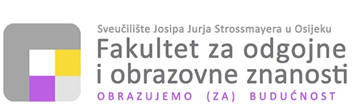 Sveučilište Josipa Jurja Strossmayera u Osijeku
Fakultet za odgojne
i obrazovne znanosti
OBRAZUJEMO (ZA) BUDUĆNOST